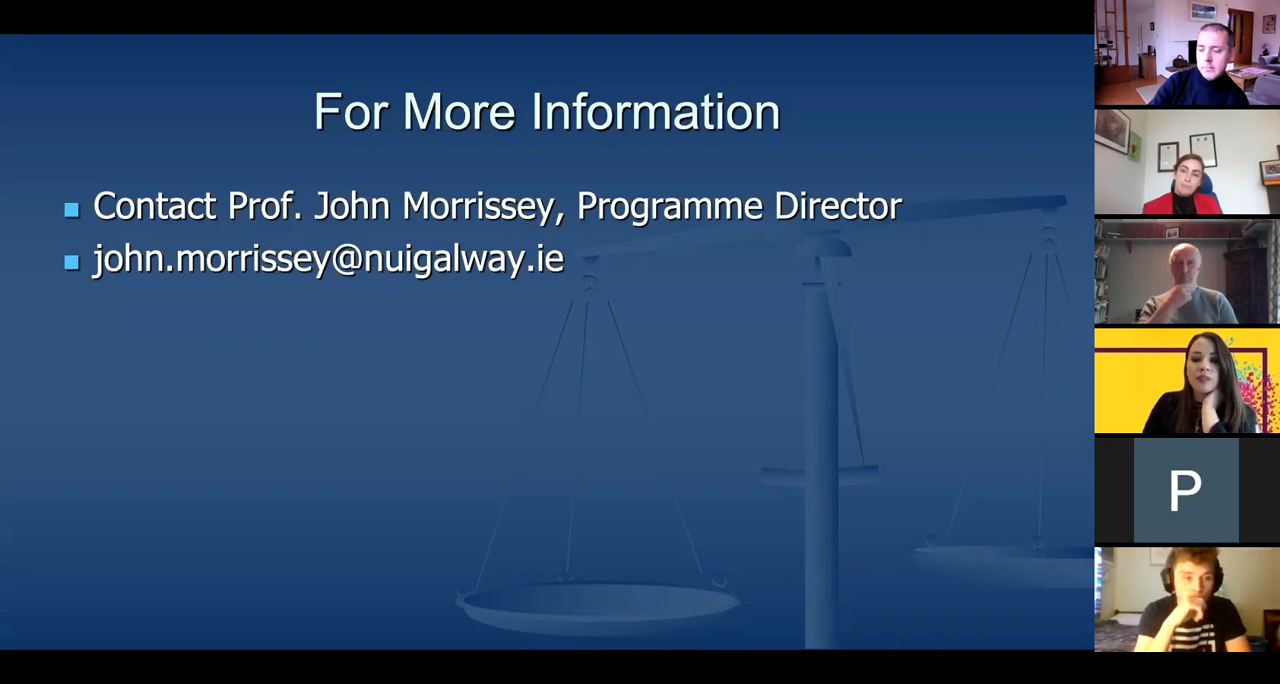 For More Information
Contact Prof. John Morrissey, Programme Director
john.morrissey@nuigalway.ie
P